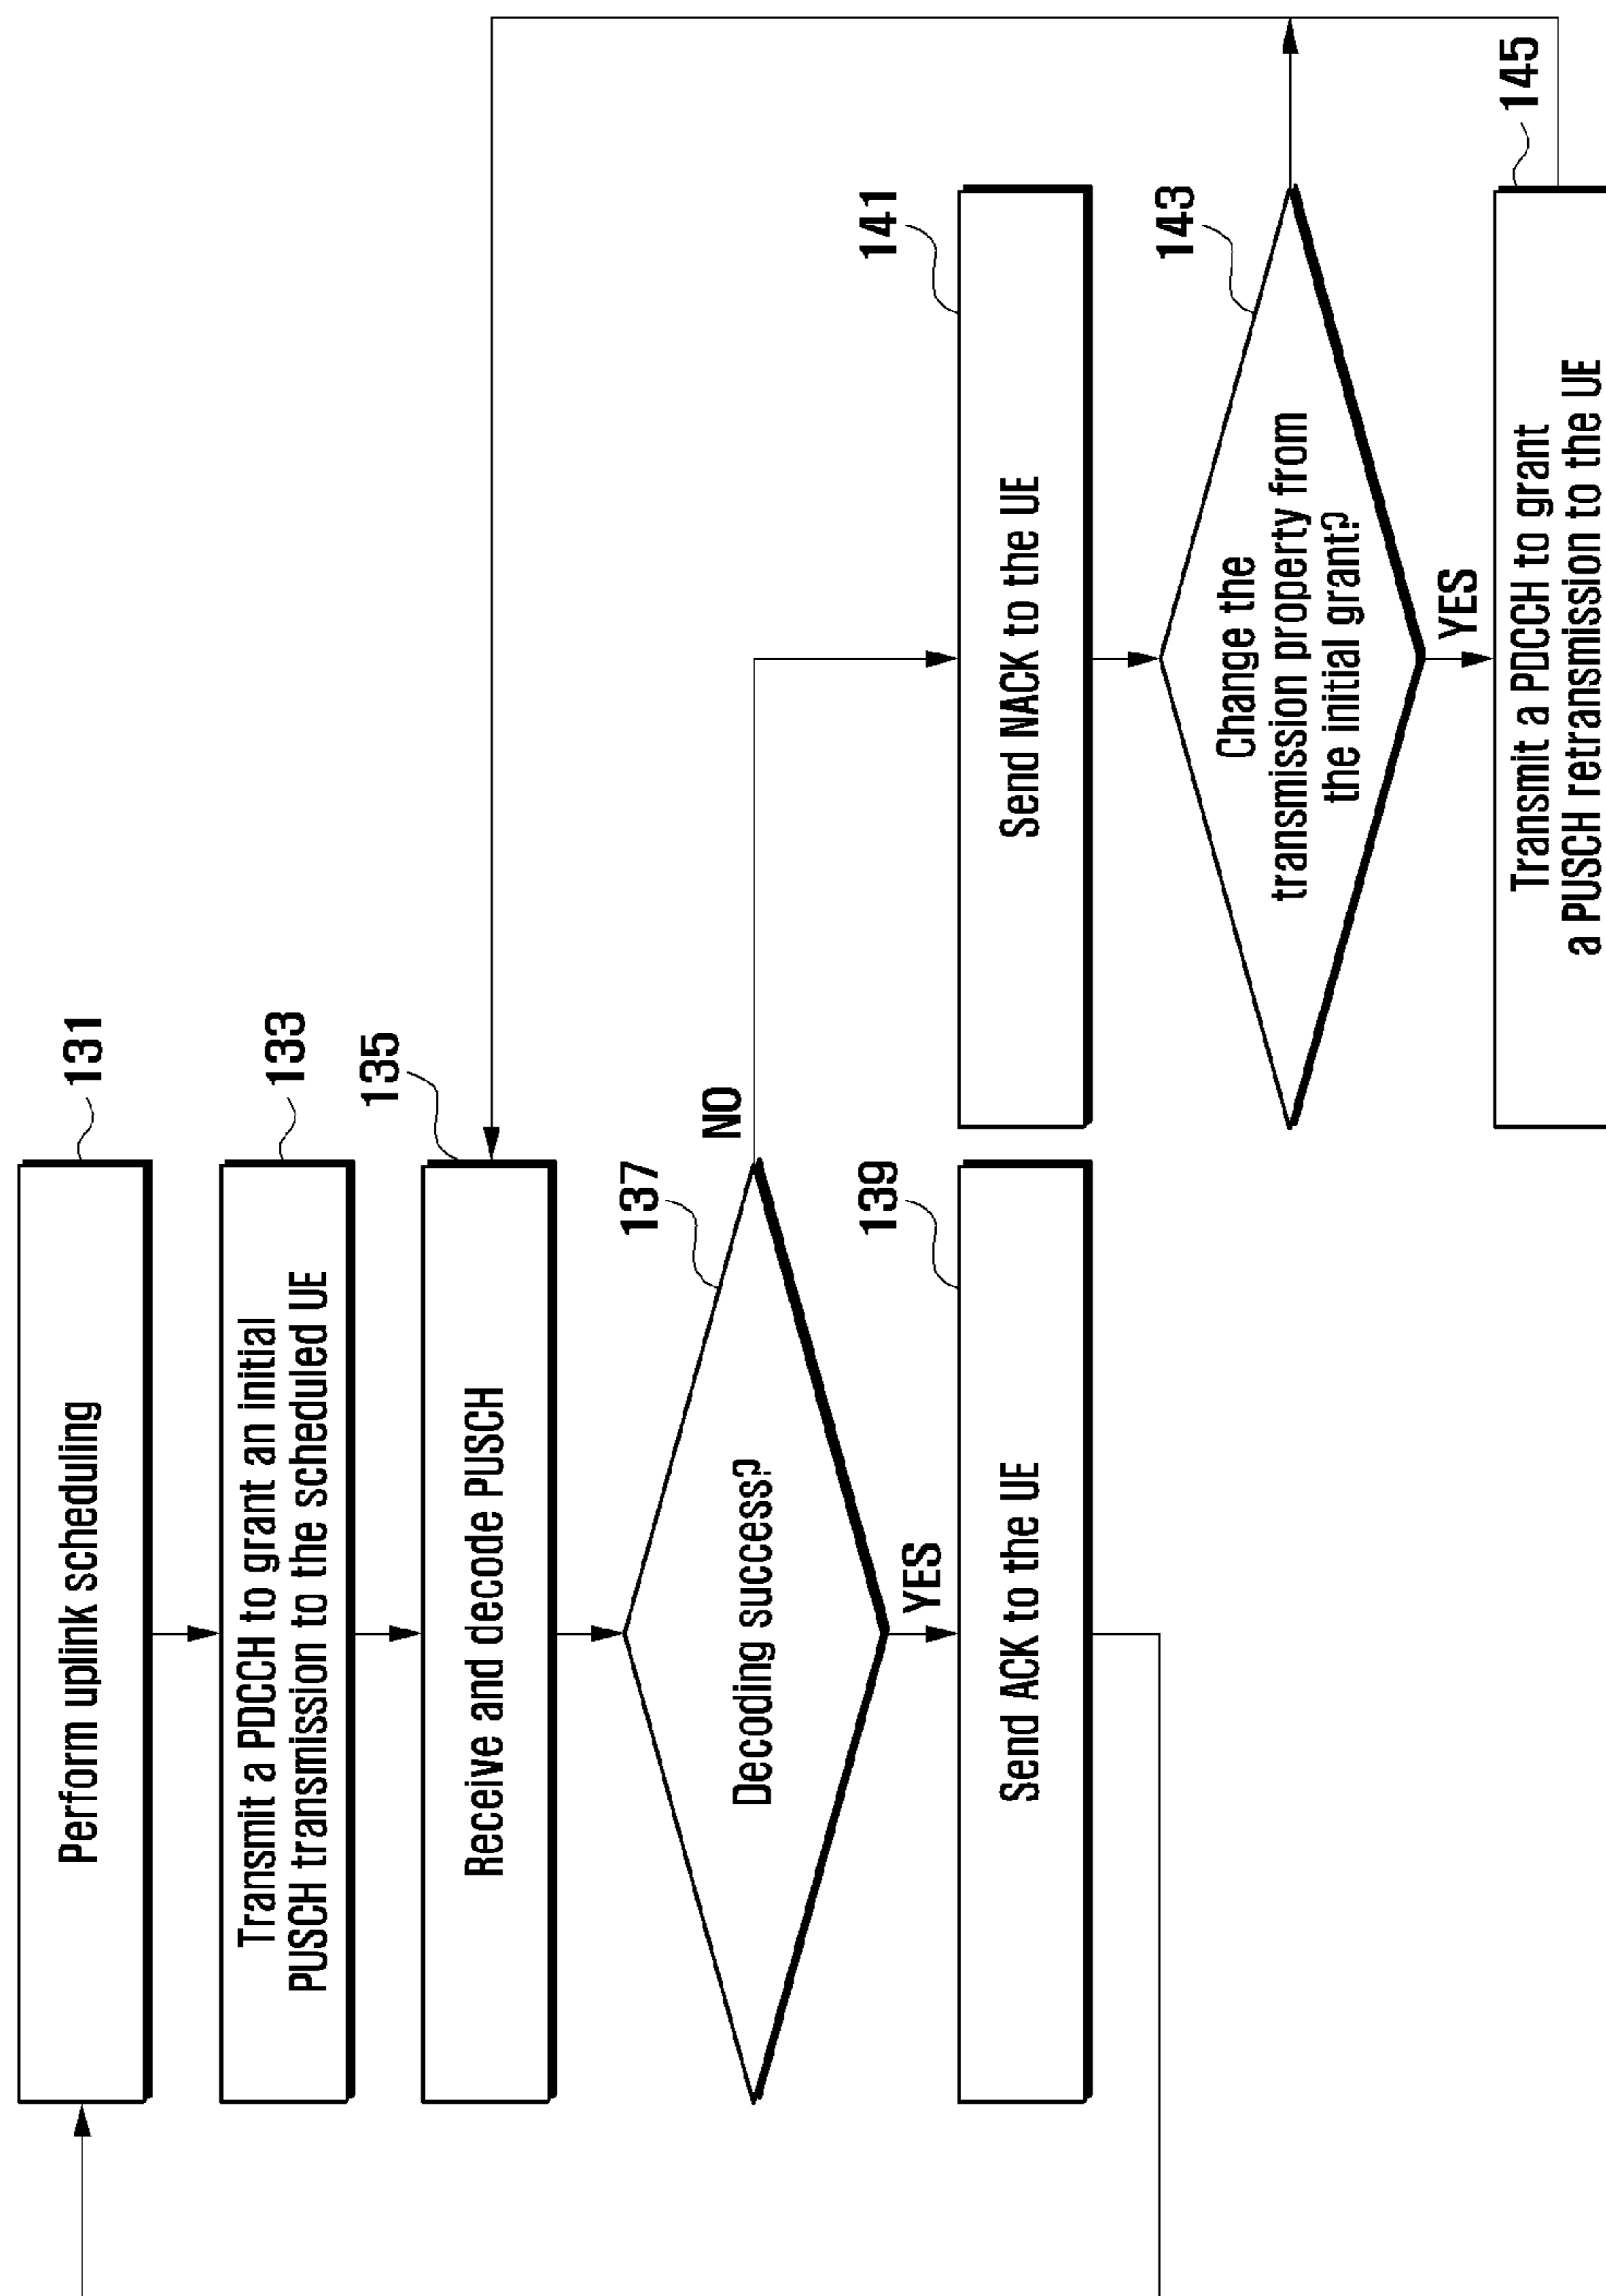 131
Perform uplink scheduling
133
Transmit a PDCCH to grant an initial
PUSCH transmission to the scheduled UE
135
Receive and decode PUSCH
137
Decoding success?
NO
YES
139
Send ACK to the UE
141
Send NACK to the UE
143
Change the
transmission property from
the initial grant?
YES
145
Transmit a PDCCH to grant
a PUSCH retransmission to the UE